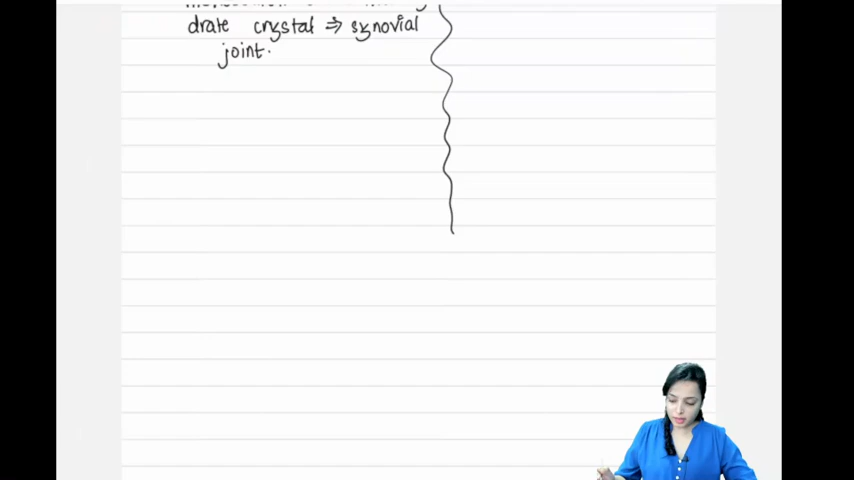 drate crystal ⇒ synovial
joint.